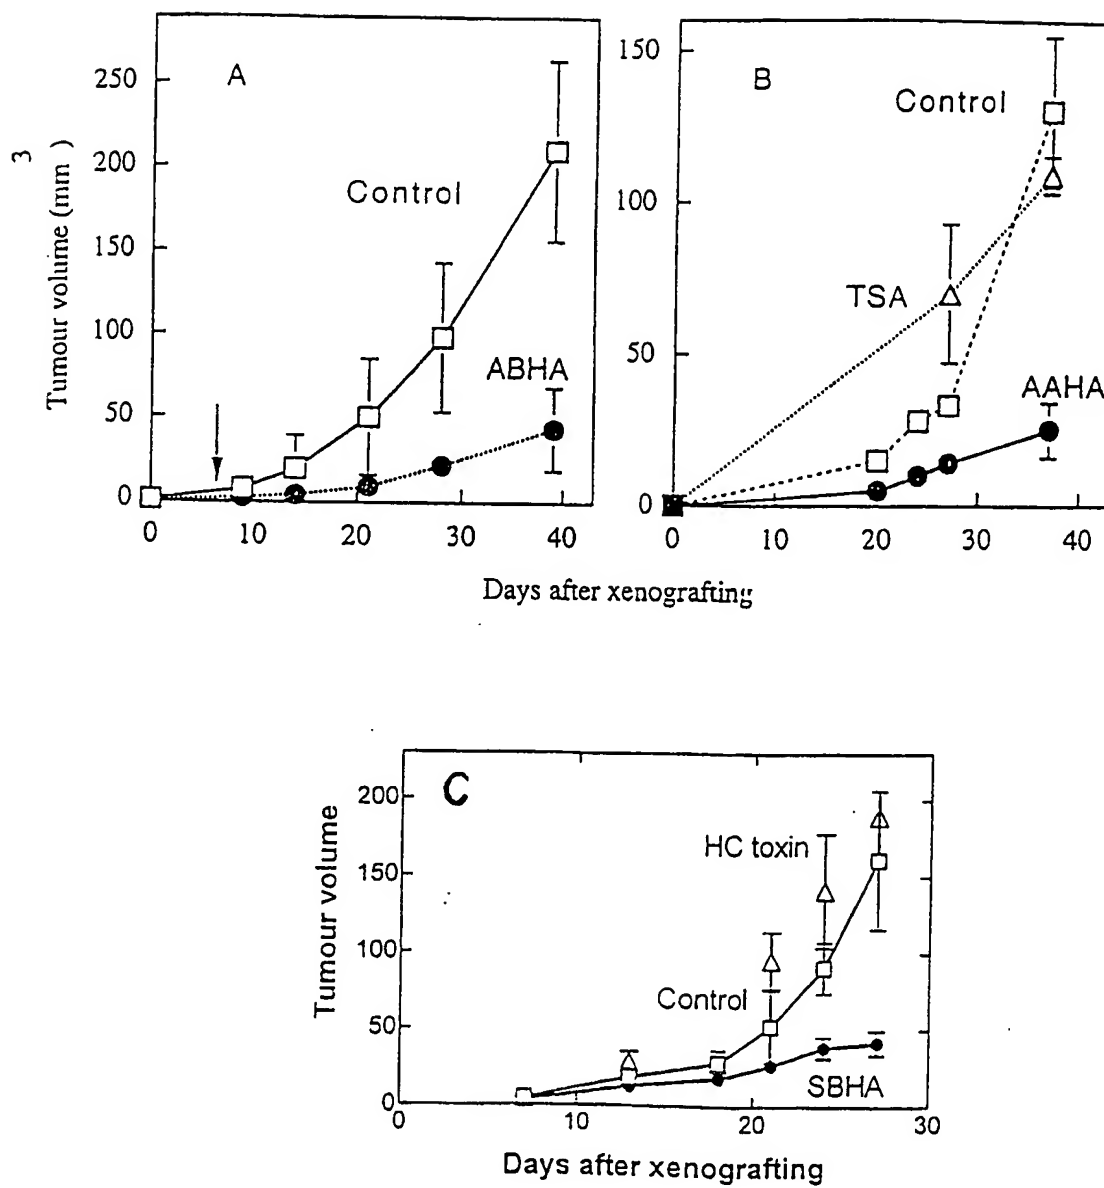 A
250
200
150
100
50
0
Tumour volume (mm³)
Control
ABHA
0 10 20 30 40
B
150
100
50
0
Control
TSA
AAHA
0 10 20 30 40
Days after xenografting
C
200
150
100
50
0
Tumour volume
HC toxin
Control
SBHA
0 10 20 30
Days after xenografting